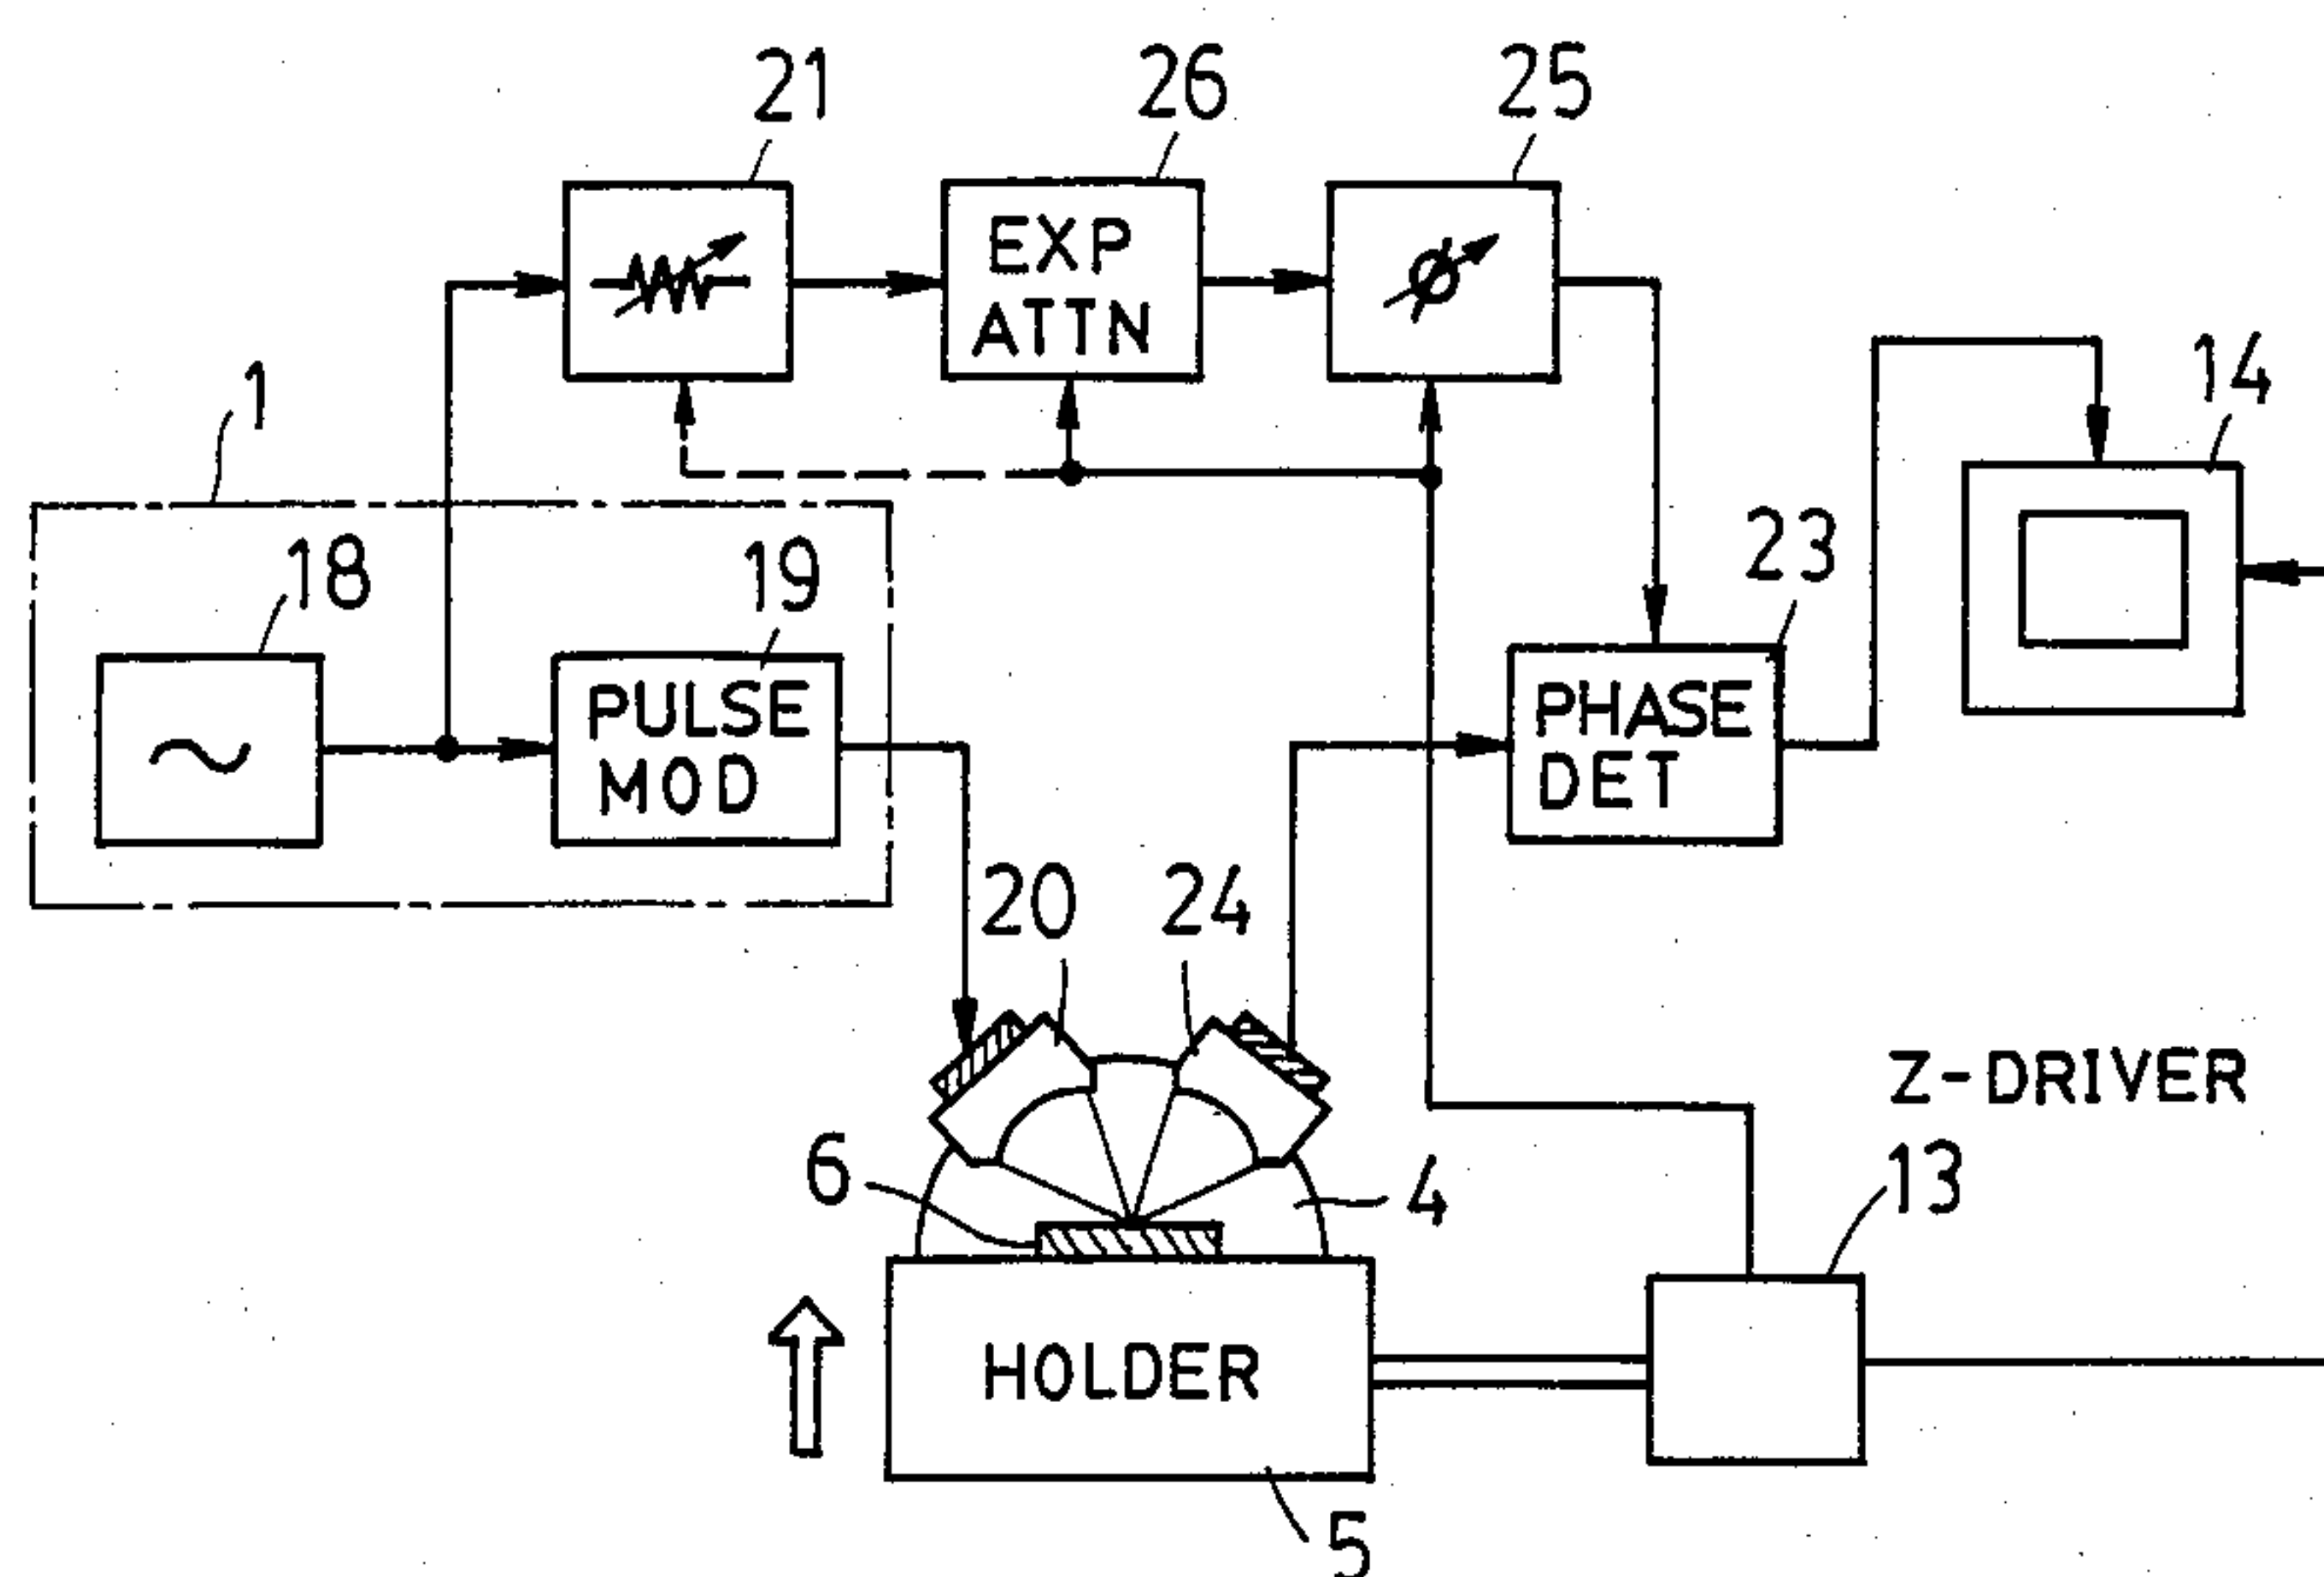 21
26
25
EXP
ATTN
1
14
18
19
23
PULSE
MOD
PHASE
DET
20
24
Z-DRIVER
6
4
13
HOLDER
5